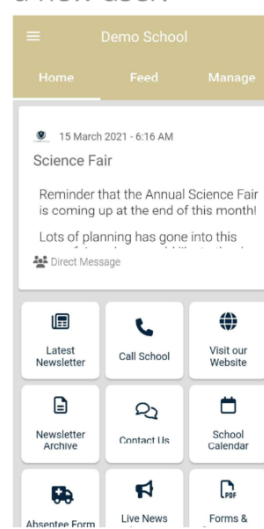 Demo School
Home Feed Manage
15 March 2021 - 6:16 AM
Science Fair
Reminder that the Annual Science Fair
is coming up at the end of this month!
Lots of planning has gone into this
Direct Message
Latest
Newsletter
Call School
Visit our
Website
Newsletter
Archive
Contact Us
School
Calendar
Absentee Form
Live News
PDF
Forms &